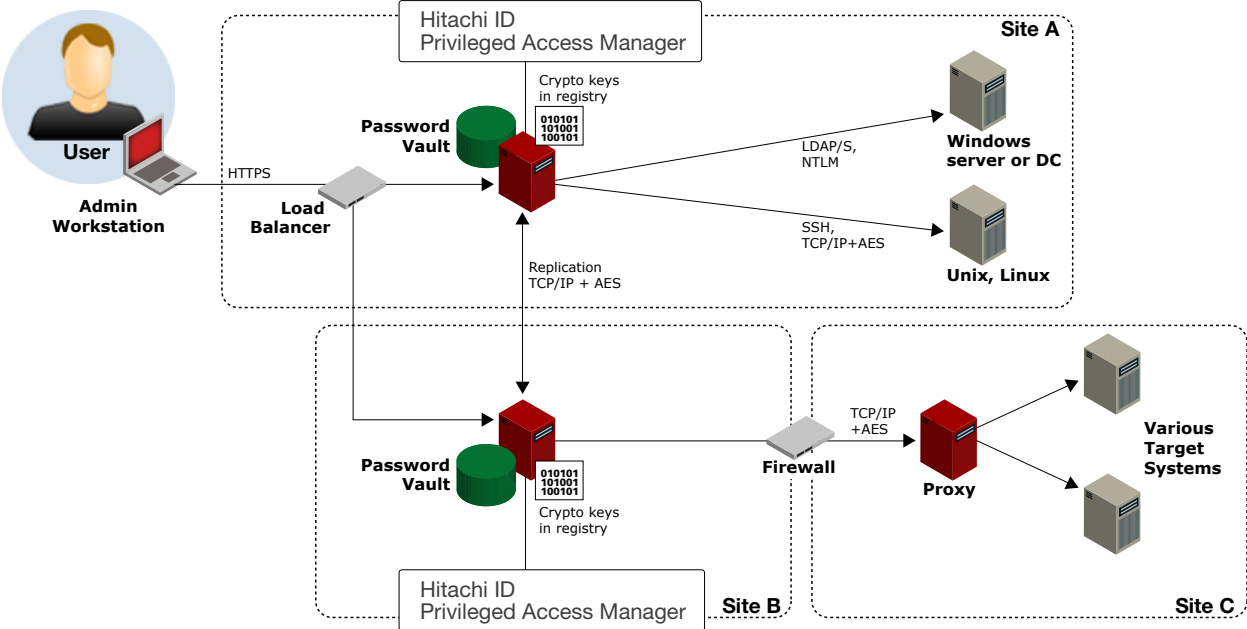 Hitachi ID
Privileged Access Manager
Site A
Crypto keys
in registry
010101
101001
100101
Password
Vault
User
HTTPS
Admin
Workstation
Load
Balancer
LDAP/S,
NTLM
Windows
server or DC
SSH,
TCP/IP+AES
Unix, Linux
Replication
TCP/IP + AES
Password
Vault
010101
101001
100101
Crypto keys
in registry
Hitachi ID
Privileged Access Manager
Site B
Firewall
TCP/IP
+AES
Proxy
Various
Target
Systems
Site C